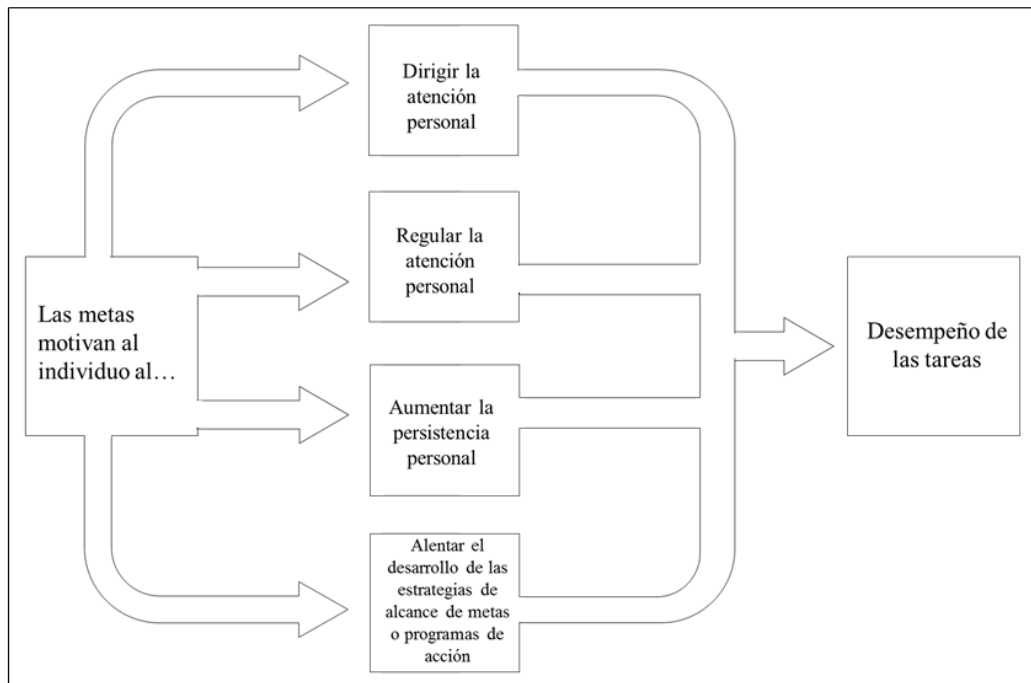 Dirigir la
atención
personal
Regular la
atención
personal
Las metas
motivan al
individuo al…
Desempeño de
las tareas
Aumentar la
persistencia
personal
Alentar el
desarrollo de las
estrategias de
alcance de metas
o programas de
acción